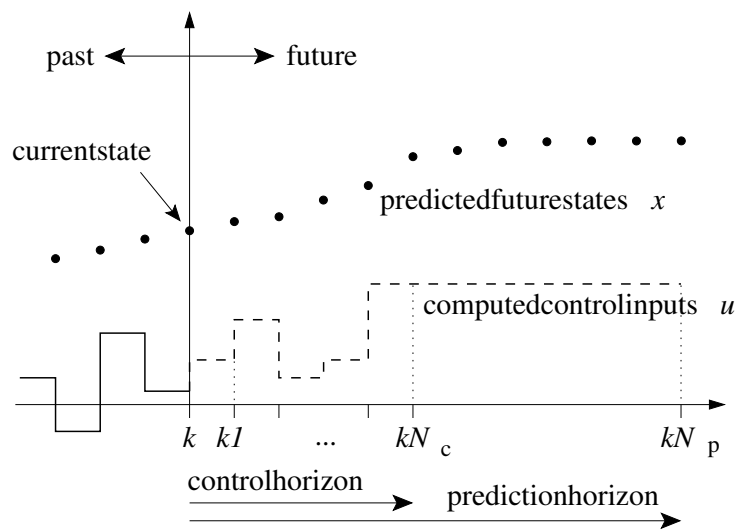 past future
currentstate
predictedfuturestates x
computedcontrolinputs u
k k1 ... kN c kN p
controlhorizon
predictionhorizon